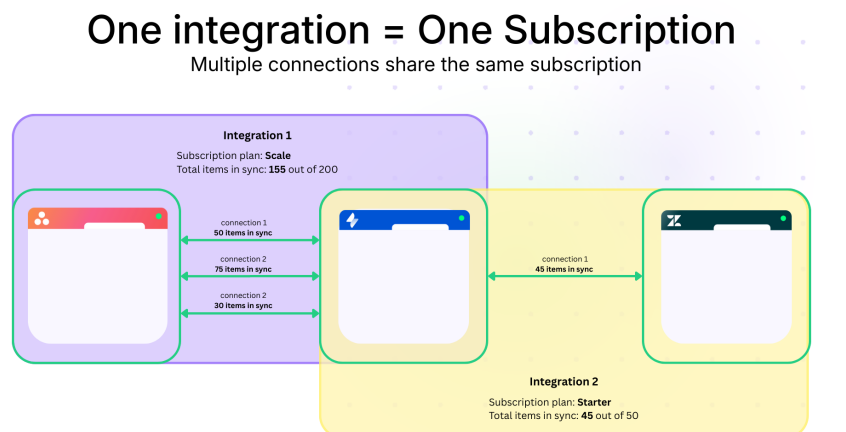 One integration = One Subscription
Multiple connections share the same subscription
Integration 1
Subscription plan: Scale
Total items in sync: 155 out of 200
connection 1
50 items in sync
connection 2
75 items in sync
connection 2
30 items in sync
connection 1
45 items in sync
Integration 2
Subscription plan: Starter
Total items in sync: 45 out of 50